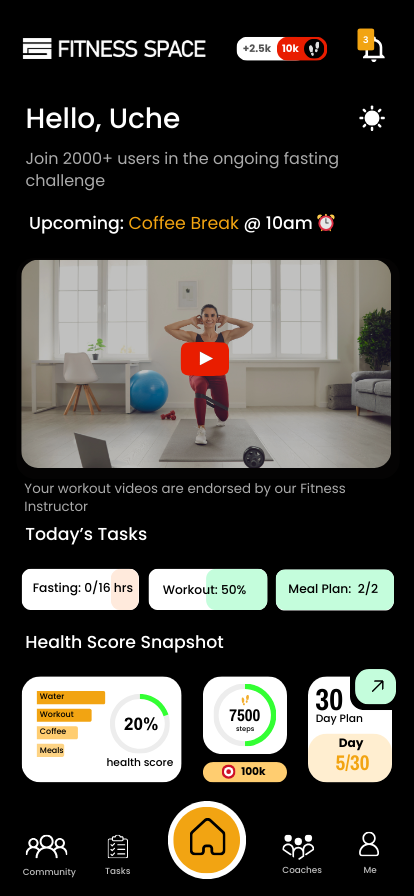 FITNESS SPACE
+2.5k 10k
3
Hello, Uche
Join 2000+ users in the ongoing fasting
challenge
Upcoming: Coffee Break @ 10am ⏰
Your workout videos are endorsed by our Fitness
Instructor
Today’s Tasks
Fasting: 0/16 hrs
Workout: 50%
Meal Plan: 2/2
Health Score Snapshot
Water
Workout
Coffee
Meals
20%
health score
7500
steps
100k
30
Day Plan
Day
5/30
Community
Tasks
Coaches
Me